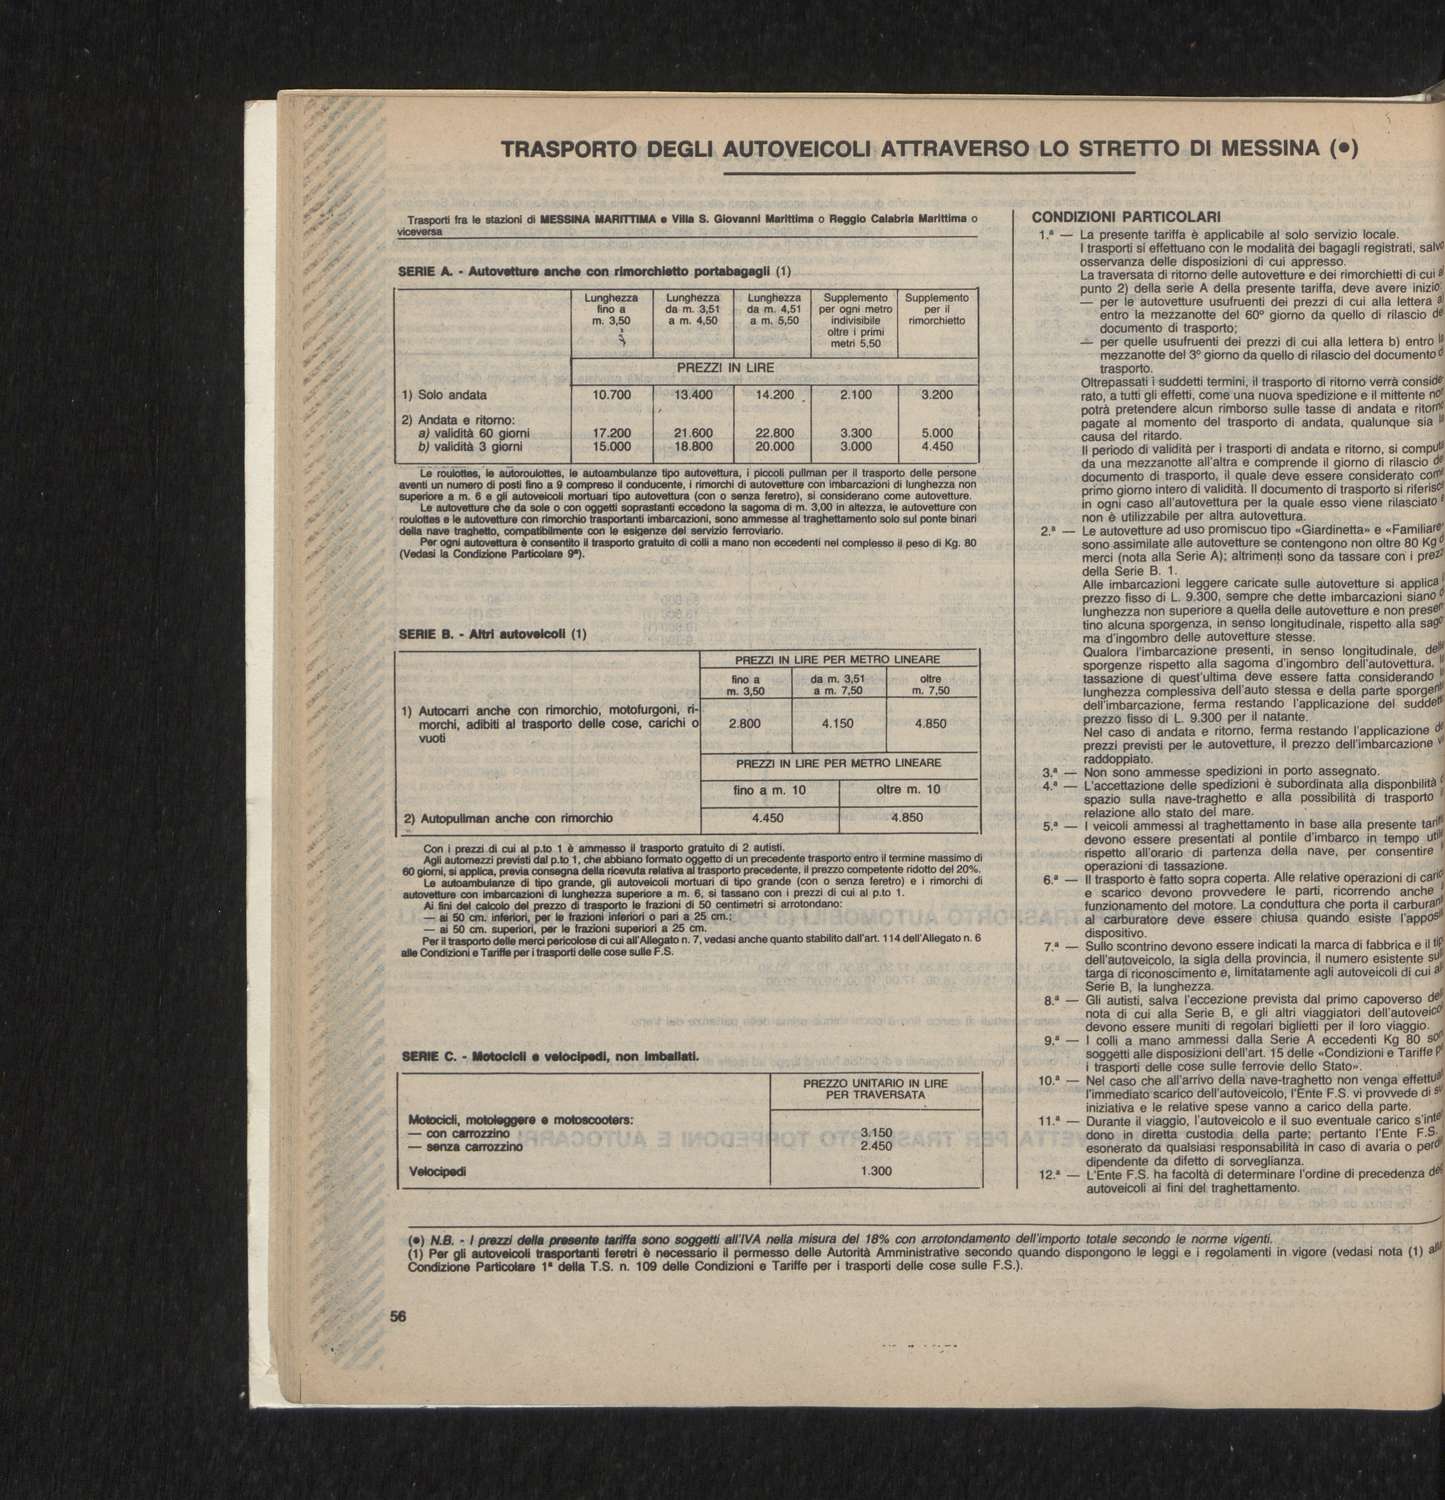 TRASPORTO DEGLI AUTOVEICOLI ATTRAVERSO LO STRETTO DI MESSINA (•)
Trasporti fra le stazioni di MESSINA MARITTIMA e Villa S. Giovanni Marittima o Reggio Calabria Marittima o
viceversa
SERIE A. - Autovetture anche con rimorchietto portabagagli (1)
Lunghezza fino a m. 3,50
Lunghezza da m. 3,51 a m. 4,50
Lunghezza da m. 4,51 a m. 5,50
Supplemento per ogni metro indivisibile oltre i primi metri 5,50
Supplemento per il rimorchietto
PREZZI IN LIRE
1) Solo andata 10.700 13.400 14.200 2.100 3.200
2) Andata e ritorno:
a) validità 60 giorni 17.200 21.600 22.800 3.300 5.000
b) validità 3 giorni 15.000 18.800 20.000 3.000 4.450
Le roulottes, le autoroulottes, le autoambulanze tipo autovettura, i piccoli pullman per il trasporto delle persone
aventi un numero di posti fino a 9 compreso il conducente, i rimorchi di autovetture con imbarcazioni di lunghezza non
superiore a m. 6 e gli autoveicoli mortuari tipo autovettura (con o senza feretro), si considerano come autovetture.
Le autovetture che da sole o con oggetti soprastanti eccedono la sagoma di m. 3,00 in altezza, le autovetture con
roulottes e le autovetture con rimorchio trasportanti imbarcazioni, sono ammesse al traghettamento solo sul ponte binari
della nave traghetto, compatibilmente con le esigenze del servizio ferroviario.
Per ogni autovettura è consentito il trasporto gratuito di colli a mano non eccedenti nel complesso il peso di Kg. 80
(Vedasi la Condizione Particolare 9ª).
SERIE B. - Altri autoveicoli (1)
PREZZI IN LIRE PER METRO LINEARE
fino a m. 3,50
da m. 3,51 a m. 7,50
oltre m. 7,50
1) Autocarri anche con rimorchio, motofurgoni, ri-
morchi, adibiti al trasporto delle cose, carichi o 2.800 4.150 4.850
vuoti
PREZZI IN LIRE PER METRO LINEARE
fino a m. 10 oltre m. 10
2) Autopullman anche con rimorchio 4.450 4.850
Con i prezzi di cui al p.to 1 è ammesso il trasporto gratuito di 2 autisti.
Agli automezzi previsti dal p.to 1, che abbiano formato oggetto di un precedente trasporto entro il termine massimo di
60 giorni, si applica, previa consegna della ricevuta relativa al trasporto precedente, il prezzo competente ridotto del 20%.
Le autoambulanze di tipo grande, gli autoveicoli mortuari di tipo grande (con o senza feretro) e i rimorchi di
autovetture con imbarcazioni di lunghezza superiore a m. 6, si tassano con i prezzi di cui al p.to 1.
Ai fini del calcolo del prezzo di trasporto le frazioni di 50 centimetri si arrotondano:
— ai 50 cm. inferiori, per le frazioni inferiori o pari a 25 cm.;
— ai 50 cm. superiori, per le frazioni superiori a 25 cm.
Per il trasporto delle merci pericolose di cui all'Allegato n. 7, vedasi anche quanto stabilito dall'art. 114 dell'Allegato n. 6
alle Condizioni e Tariffe per i trasporti delle cose sulle F.S.
SERIE C. - Motocicli e velocipedi, non imballati.
PREZZO UNITARIO IN LIRE
PER TRAVERSATA
Motocicli, motoleggere e motoscooters:
— con carrozzino 3.150
— senza carrozzino 2.450
Velocipedi 1.300
CONDIZIONI PARTICOLARI
1.ª — La presente tariffa è applicabile al solo servizio locale.
I trasporti si effettuano con le modalità dei bagagli registrati, salvo
osservanza delle disposizioni di cui appresso.
La traversata di ritorno delle autovetture e dei rimorchietti di cui
punto 2) della serie A della presente tariffa, deve avere inizio
— per le autovetture usufruenti dei prezzi di cui alla lettera
entro la mezzanotte del 60º giorno da quello di rilascio
documento di trasporto;
— per quelle usufruenti dei prezzi di cui alla lettera b) entro
mezzanotte del 3º giorno da quello di rilascio del documento
trasporto.
Oltrepassati i suddetti termini, il trasporto di ritorno verrà conside
rato, a tutti gli effetti, come una nuova spedizione e il mittente
potrà pretendere alcun rimborso sulle tasse di andata e
pagate al momento del trasporto di andata, qualunque sia
causa del ritardo.
Il periodo di validità per i trasporti di andata e ritorno, si
da una mezzanotte all'altra e comprende il giorno di rilascio
documento di trasporto, il quale deve essere considerato
primo giorno intero di validità. Il documento di trasporto si
in ogni caso all'autovettura per la quale esso viene rilasciato
non è utilizzabile per altra autovettura.
2.ª — Le autovetture ad uso promiscuo tipo «Giardinetta» e «Familiare
sono assimilate alle autovetture se contengono non oltre 80 Kg
merci (nota alla Serie A); altrimenti sono da tassare con i
della Serie B. 1.
Alle imbarcazioni leggere caricate sulle autovetture si applica
prezzo fisso di L. 9.300, sempre che dette imbarcazioni siano
lunghezza non superiore a quella delle autovetture e non presen
tino alcuna sporgenza, in senso longitudinale, rispetto alla sago
ma d'ingombro delle autovetture stesse.
Qualora l'imbarcazione presenti, in senso longitudinale,
sporgenze rispetto alla sagoma d'ingombro dell'autovettura,
tassazione di quest'ultima deve essere fatta considerando
lunghezza complessiva dell'auto stessa e della parte
dell'imbarcazione, ferma restando l'applicazione del
prezzo fisso di L. 9.300 per il natante.
Nel caso di andata e ritorno, ferma restando l'applicazione
prezzi previsti per le autovetture, il prezzo dell'imbarcazione
raddoppiato.
3.ª — Non sono ammesse spedizioni in porto assegnato.
4.ª — L'accettazione delle spedizioni è subordinata alla disponbilità
spazio sulla nave-traghetto e alla possibilità di trasporto
relazione allo stato del mare.
5.ª — I veicoli ammessi al traghettamento in base alla presente
devono essere presentati al pontile d'imbarco in tempo
rispetto all'orario di partenza della nave, per consentire
operazioni di tassazione.
6.ª — Il trasporto è fatto sopra coperta. Alle relative operazioni di
e scarico devono provvedere le parti, ricorrendo anche
funzionamento del motore. La conduttura che porta il
al carburatore deve essere chiusa quando esiste
dispositivo.
7.ª — Sullo scontrino devono essere indicati la marca di fabbrica e il
dell'autoveicolo, la sigla della provincia, il numero esistente
targa di riconoscimento e, limitatamente agli autoveicoli di cui
Serie B, la lunghezza.
8.ª — Gli autisti, salva l'eccezione prevista dal primo capoverso
nota di cui alla Serie B, e gli altri viaggiatori
devono essere muniti di regolari biglietti per il loro viaggio.
9.ª — I colli a mano ammessi dalla Serie A eccedenti Kg 80
soggetti alle disposizioni dell'art. 15 delle «Condizioni e Tariffe
i trasporti delle cose sulle ferrovie dello Stato».
10.ª — Nel caso che all'arrivo della nave-traghetto non venga
l'immediato scarico dell'autoveicolo, l'Ente F.S. vi provvede di
iniziativa e le relative spese vanno a carico della parte.
11.ª — Durante il viaggio, l'autoveicolo e il suo eventuale carico s'inten
dono in diretta custodia della parte; pertanto l'Ente F.S.
esonerato da qualsiasi responsabilità in caso di avaria o
dipendente da difetto di sorveglianza.
12.ª — L'Ente F.S. ha facoltà di determinare l'ordine di precedenza
autoveicoli ai fini del traghettamento.
(•) N.B. - I prezzi della presente tariffa sono soggetti all'IVA nella misura del 18% con arrotondamento dell'importo totale secondo le norme vigenti.
(1) Per gli autoveicoli trasportanti feretri è necessario il permesso delle Autorità Amministrative secondo quando dispongono le leggi e i regolamenti in vigore (vedasi nota (1)
Condizione Particolare 1ª della T.S. n. 109 delle Condizioni e Tariffe per i trasporti delle cose sulle F.S.).
56